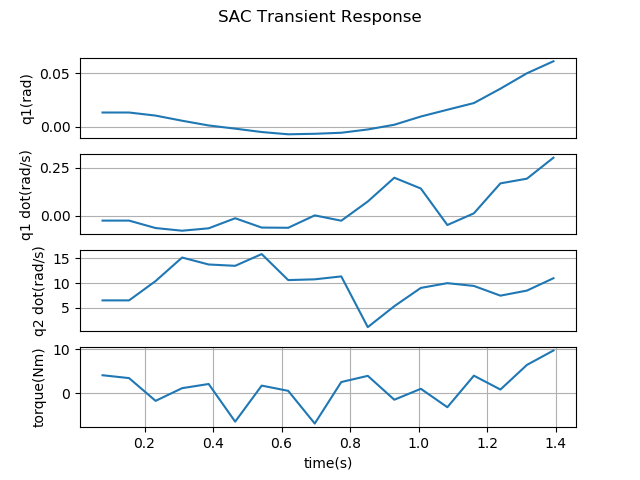 SAC Transient Response
q1(rad)
0.05
0.00
q1 dot(rad/s)
0.25
0.00
q2 dot(rad/s)
15
10
5
torque(Nm)
10
0
0.2 0.4 0.6 0.8 1.0 1.2 1.4
time(s)